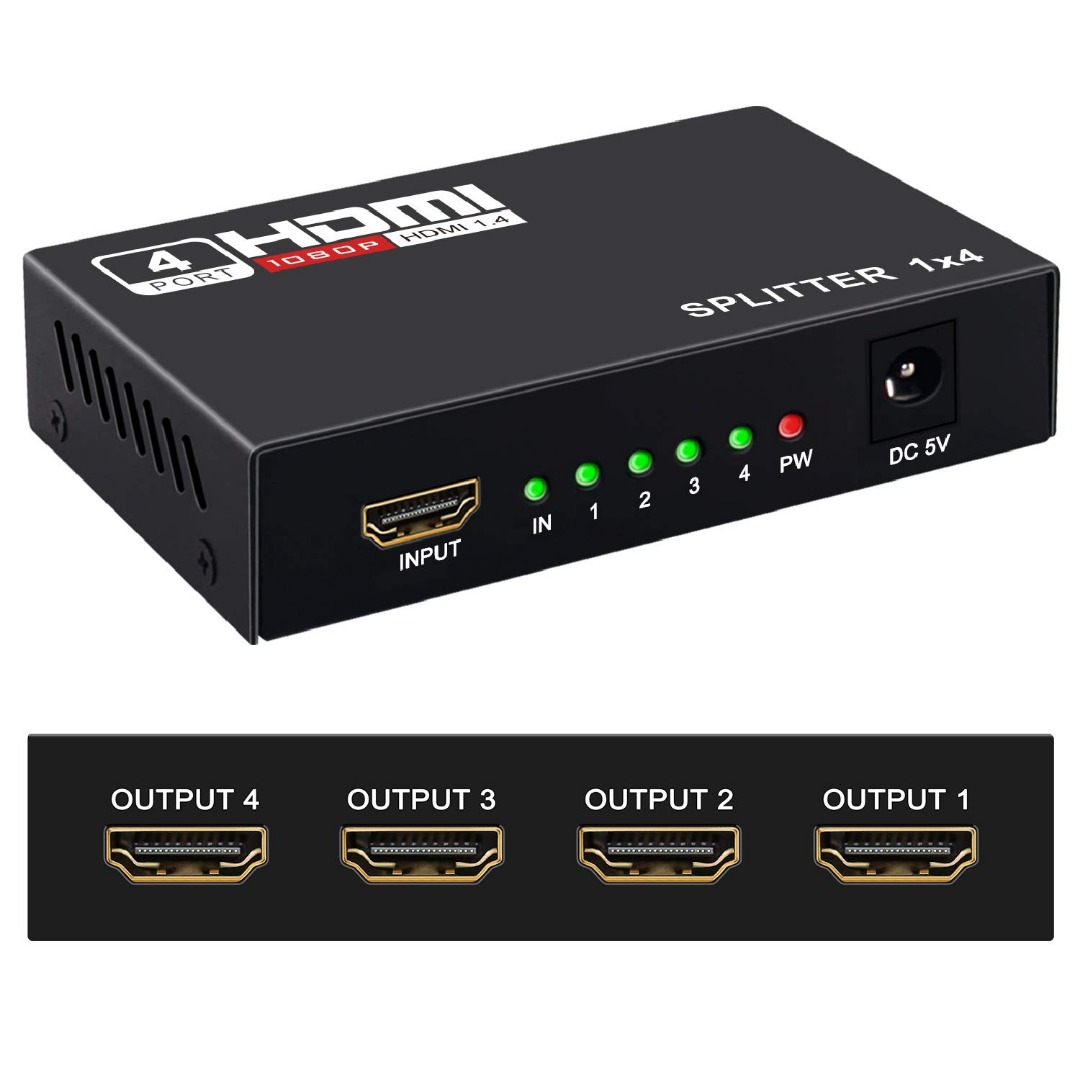 4
PORT
HDMI
1080P
HDMI 1.4
SPLITTER 1x4
DC 5V
INPUT
IN
1
2
3
4
PW
OUTPUT 4
OUTPUT 3
OUTPUT 2
OUTPUT 1